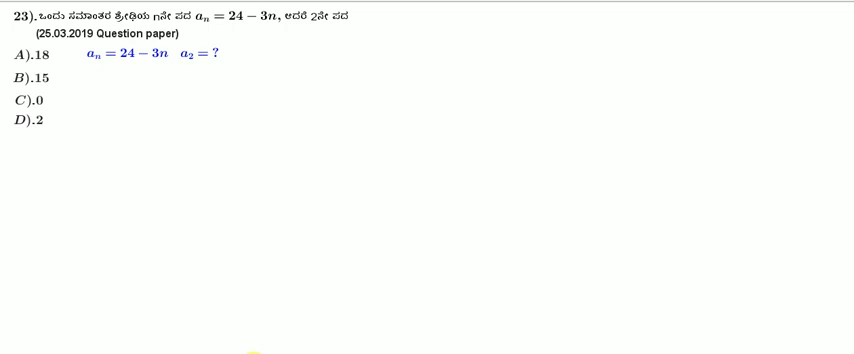 23).ಒಂದು ಸಮಾಂತರ ಶ್ರೇಢಿಯ nನೇ ಪದ aₙ = 24 − 3n, ಅದರ 2ನೇ ಪದ
(25.03.2019 Question paper)
A).18 aₙ = 24 − 3n a₂ = ?
B).15
C).0
D).2